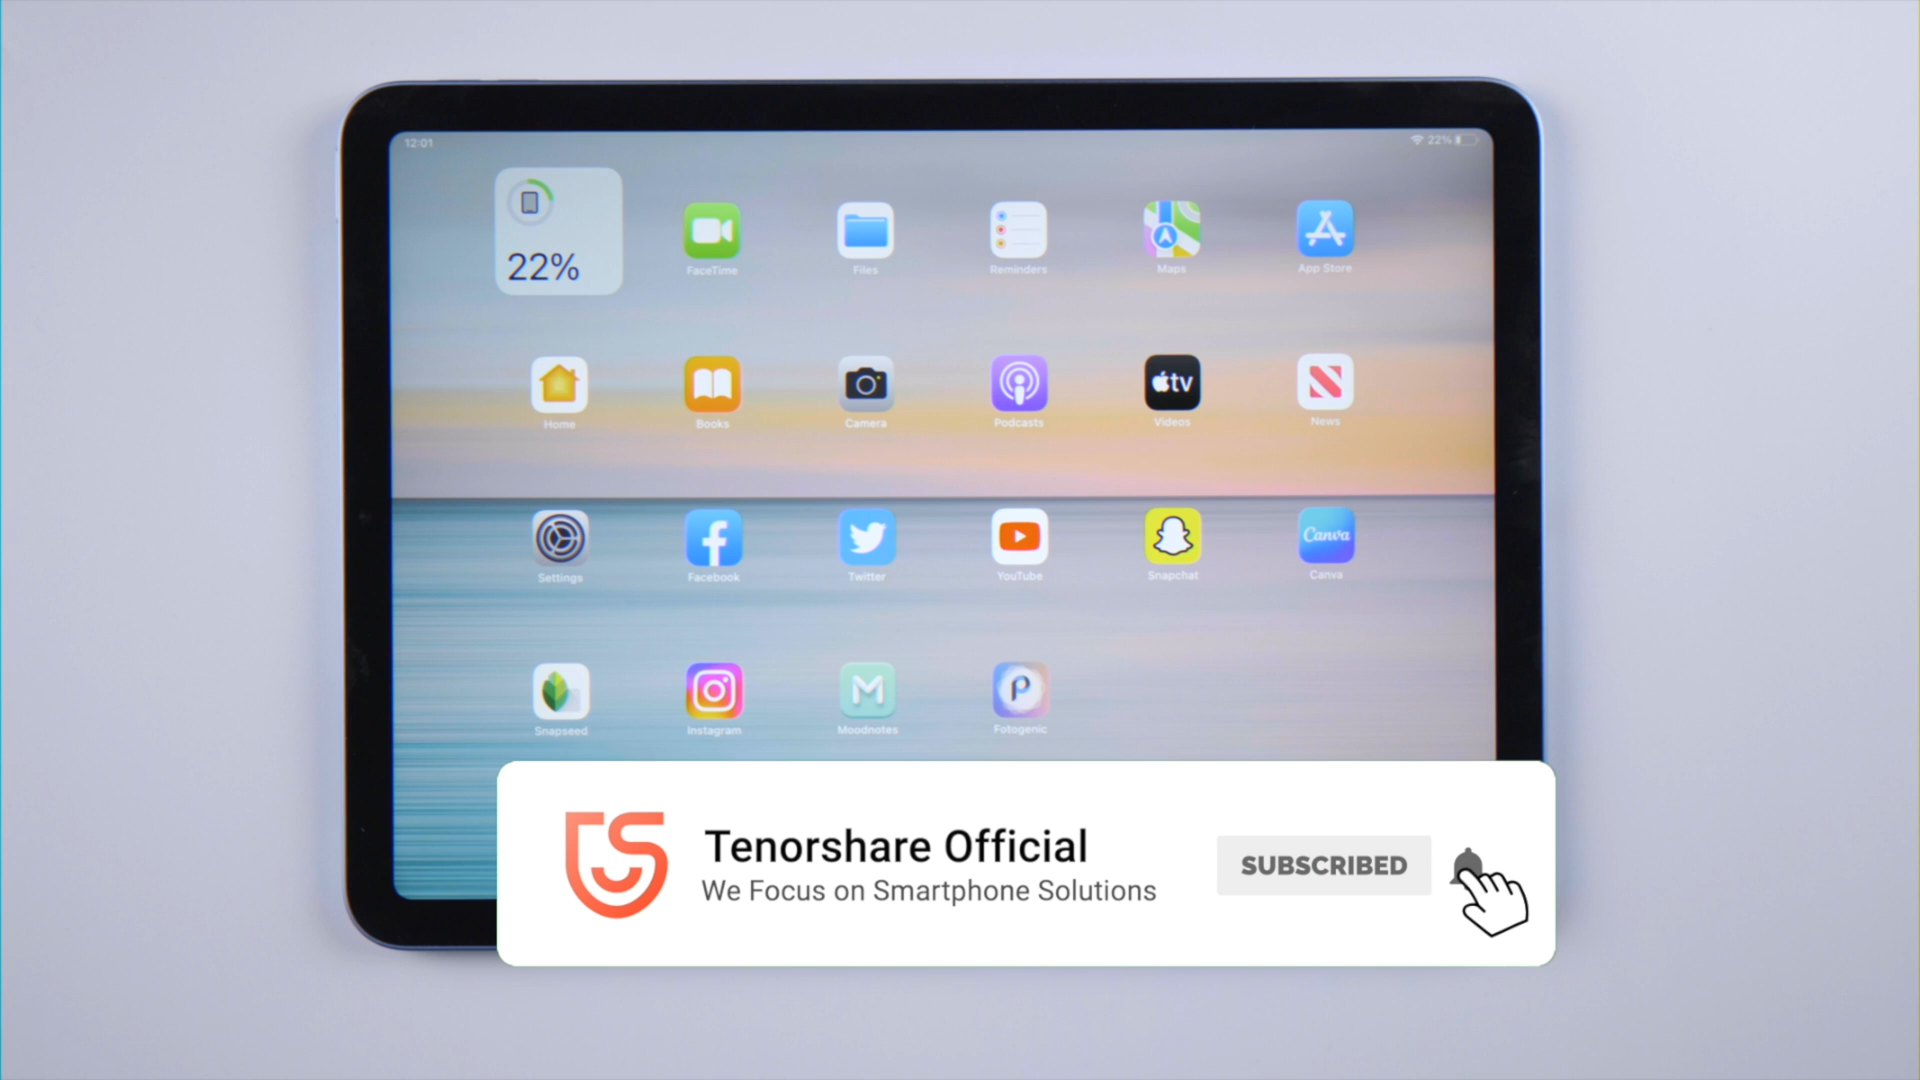 12:01
22%
22%
FaceTime
Files
Reminders
Maps
App Store
Home
Books
Camera
Podcasts
tv
Videos
News
Settings
Facebook
Twitter
YouTube
Snapchat
Canva
Canva
Snapseed
Instagram
Moodnotes
Fotogenic
Tenorshare Official
We Focus on Smartphone Solutions
SUBSCRIBED